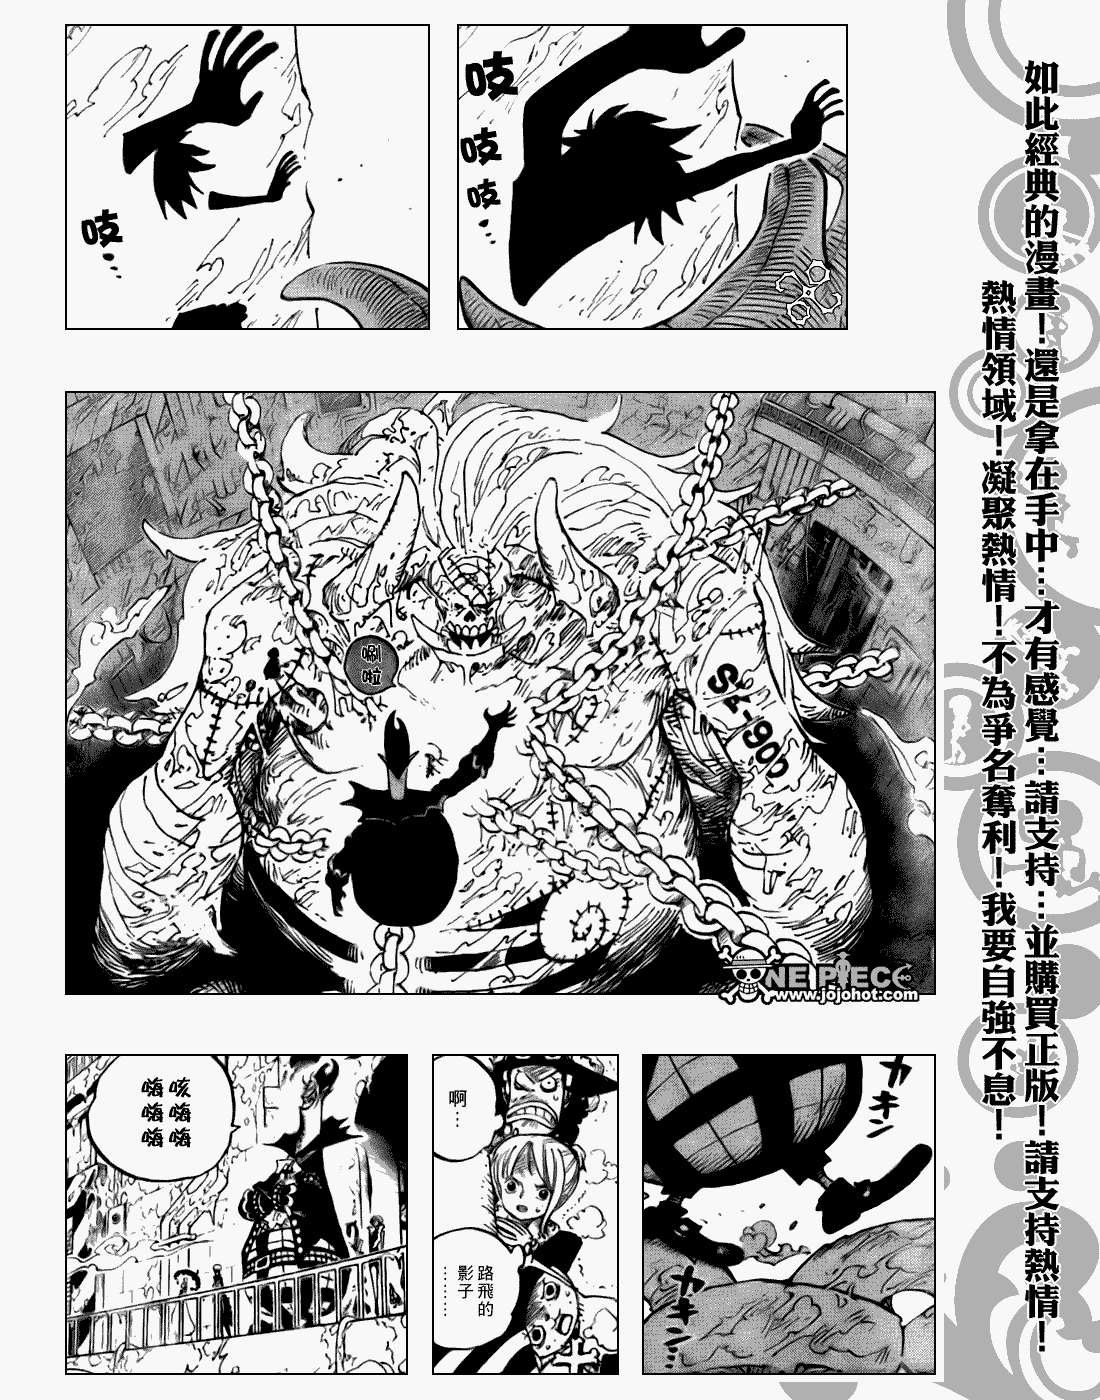 如此經典的漫畫！還是拿在手中…才有感覺…請支持…並購買正版！請支持熱情！
熱情領域！凝聚熱情！不為爭名奪利！我要自強不息！
吱
吱
吱…
吱…
唰
啦
SZ-900
ONE PIECE
www.jojohot.com
カキン
カキン…
啊…
路飛的
影子………
咳嗨嗨
嗨嗨嗨